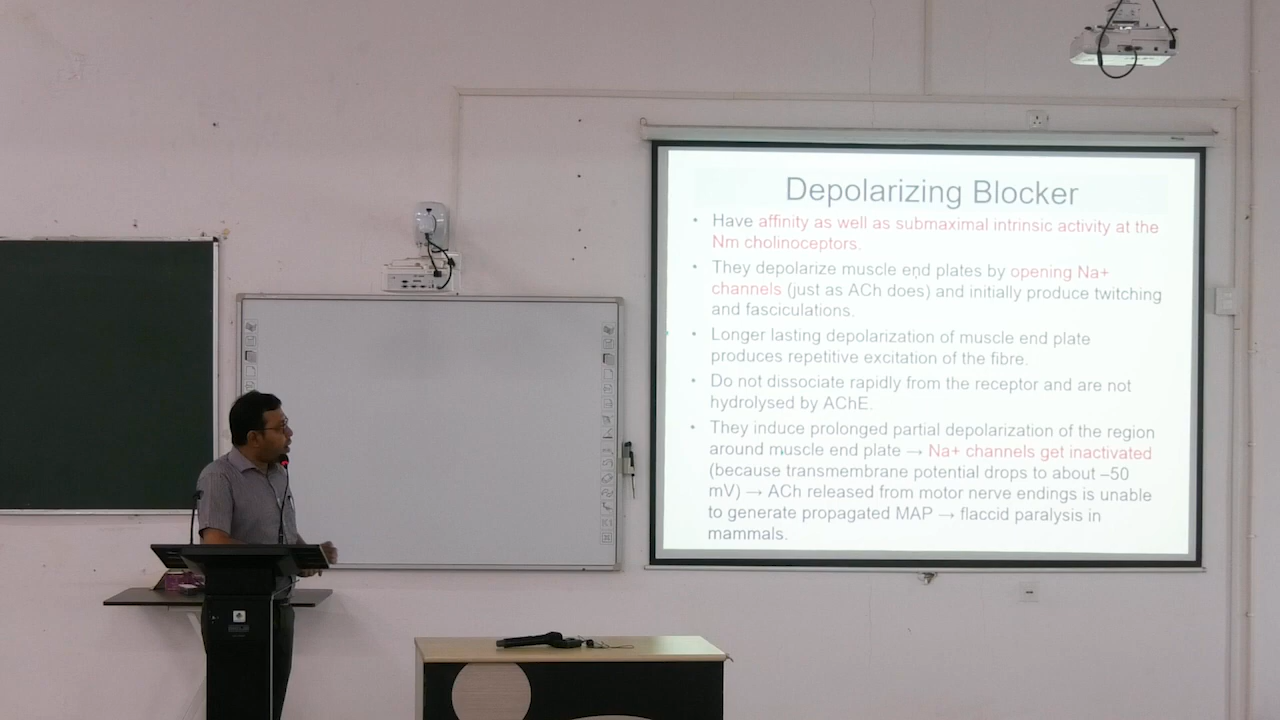 Depolarizing Blocker
• Have affinity as well as submaximal intrinsic activity at the
Nm cholinoceptors.
• They depolarize muscle end plates by opening Na+
channels (just as ACh does) and initially produce twitching
and fasciculations.
• Longer lasting depolarization of muscle end plate
produces repetitive excitation of the fibre.
• Do not dissociate rapidly from the receptor and are not
hydrolysed by AChE.
• They induce prolonged partial depolarization of the region
around muscle end plate → Na+ channels get inactivated
(because transmembrane potential drops to about –50
mV) → ACh released from motor nerve endings is unable
to generate propagated MAP → flaccid paralysis in
mammals.